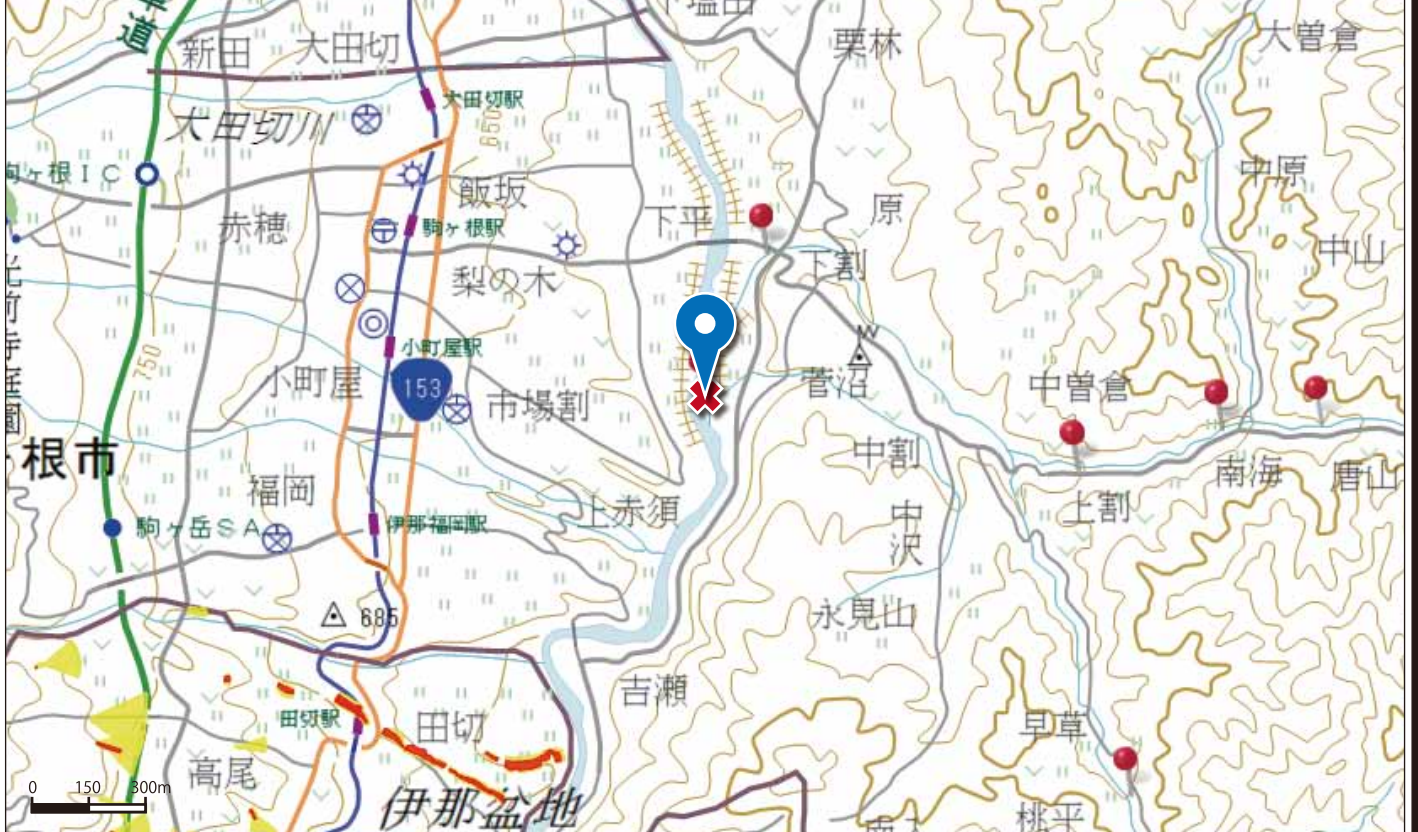 下塩田
栗林
大曽倉
道
新田
大田切
大田切駅
大田切川
650
駒ヶ根ＩＣ
中原
飯坂
下平
原
赤穂
駒ヶ根駅
中山
下割
梨の木
光前寺庭園
小町屋駅
750
小町屋
153
市場割
菅沼
中曽倉
中割
根市
福岡
上赤須
南海
唐山
上割
中沢
駒ヶ岳ＳＡ
伊那福岡駅
685
永見山
吉瀬
田切駅
田切
早草
高尾
0 150 300m
伊那盆地
桃平